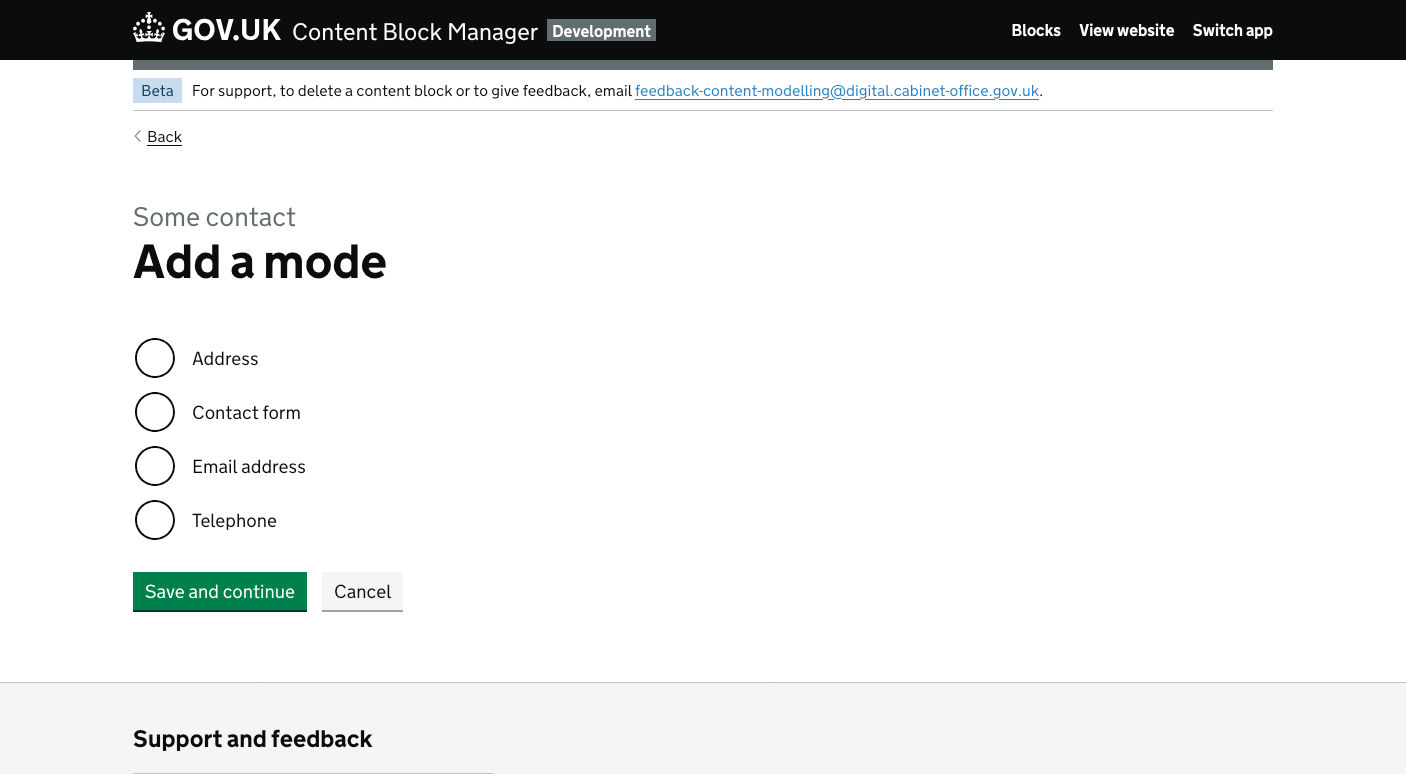 GOV.UK Content Block Manager Development Blocks View website Switch app
Beta For support, to delete a content block or to give feedback, email feedback-content-modelling@digital.cabinet-office.gov.uk.
Back
Some contact
Add a mode
Address
Contact form
Email address
Telephone
Save and continue Cancel
Support and feedback